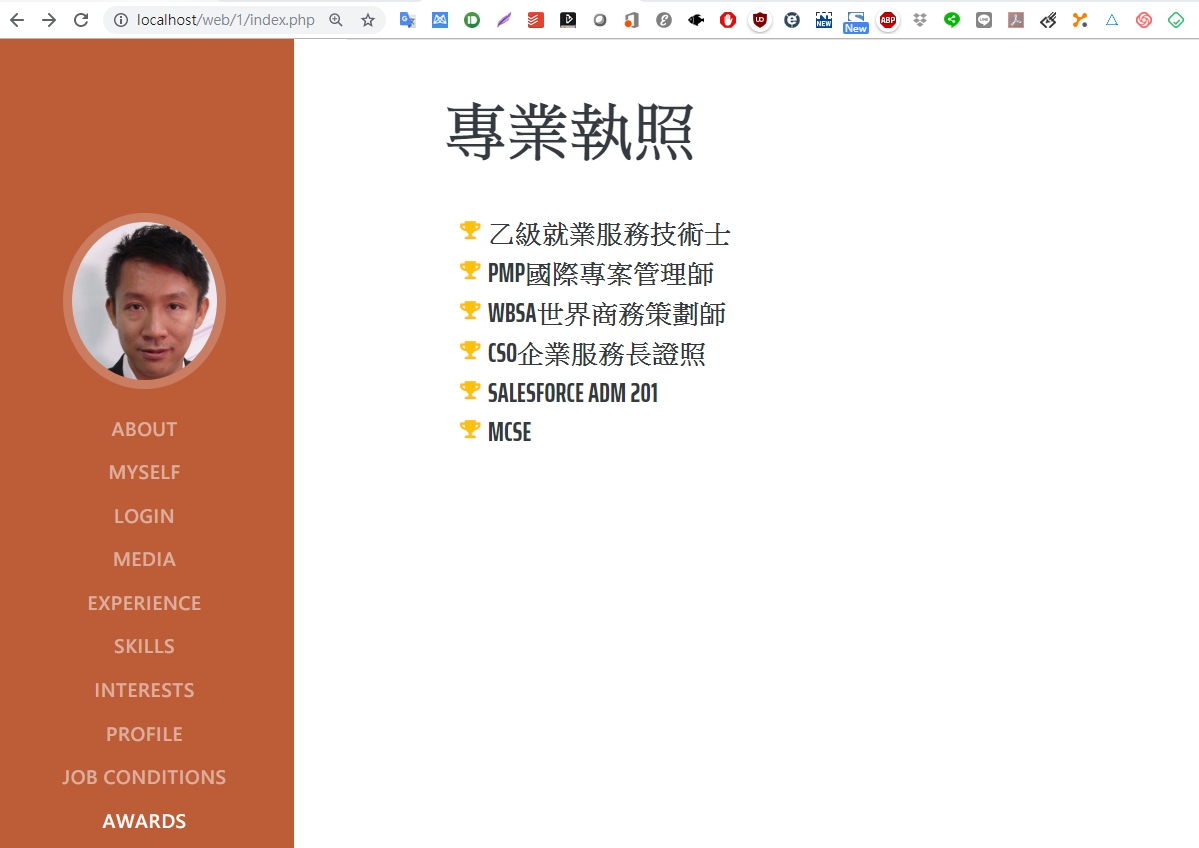 localhost/web/1/index.php
New
專業執照
乙級就業服務技術士
PMP國際專案管理師
WBSA世界商務策劃師
CSO企業服務長證照
SALESFORCE ADM 201
MCSE
ABOUT
MYSELF
LOGIN
MEDIA
EXPERIENCE
SKILLS
INTERESTS
PROFILE
JOB CONDITIONS
AWARDS